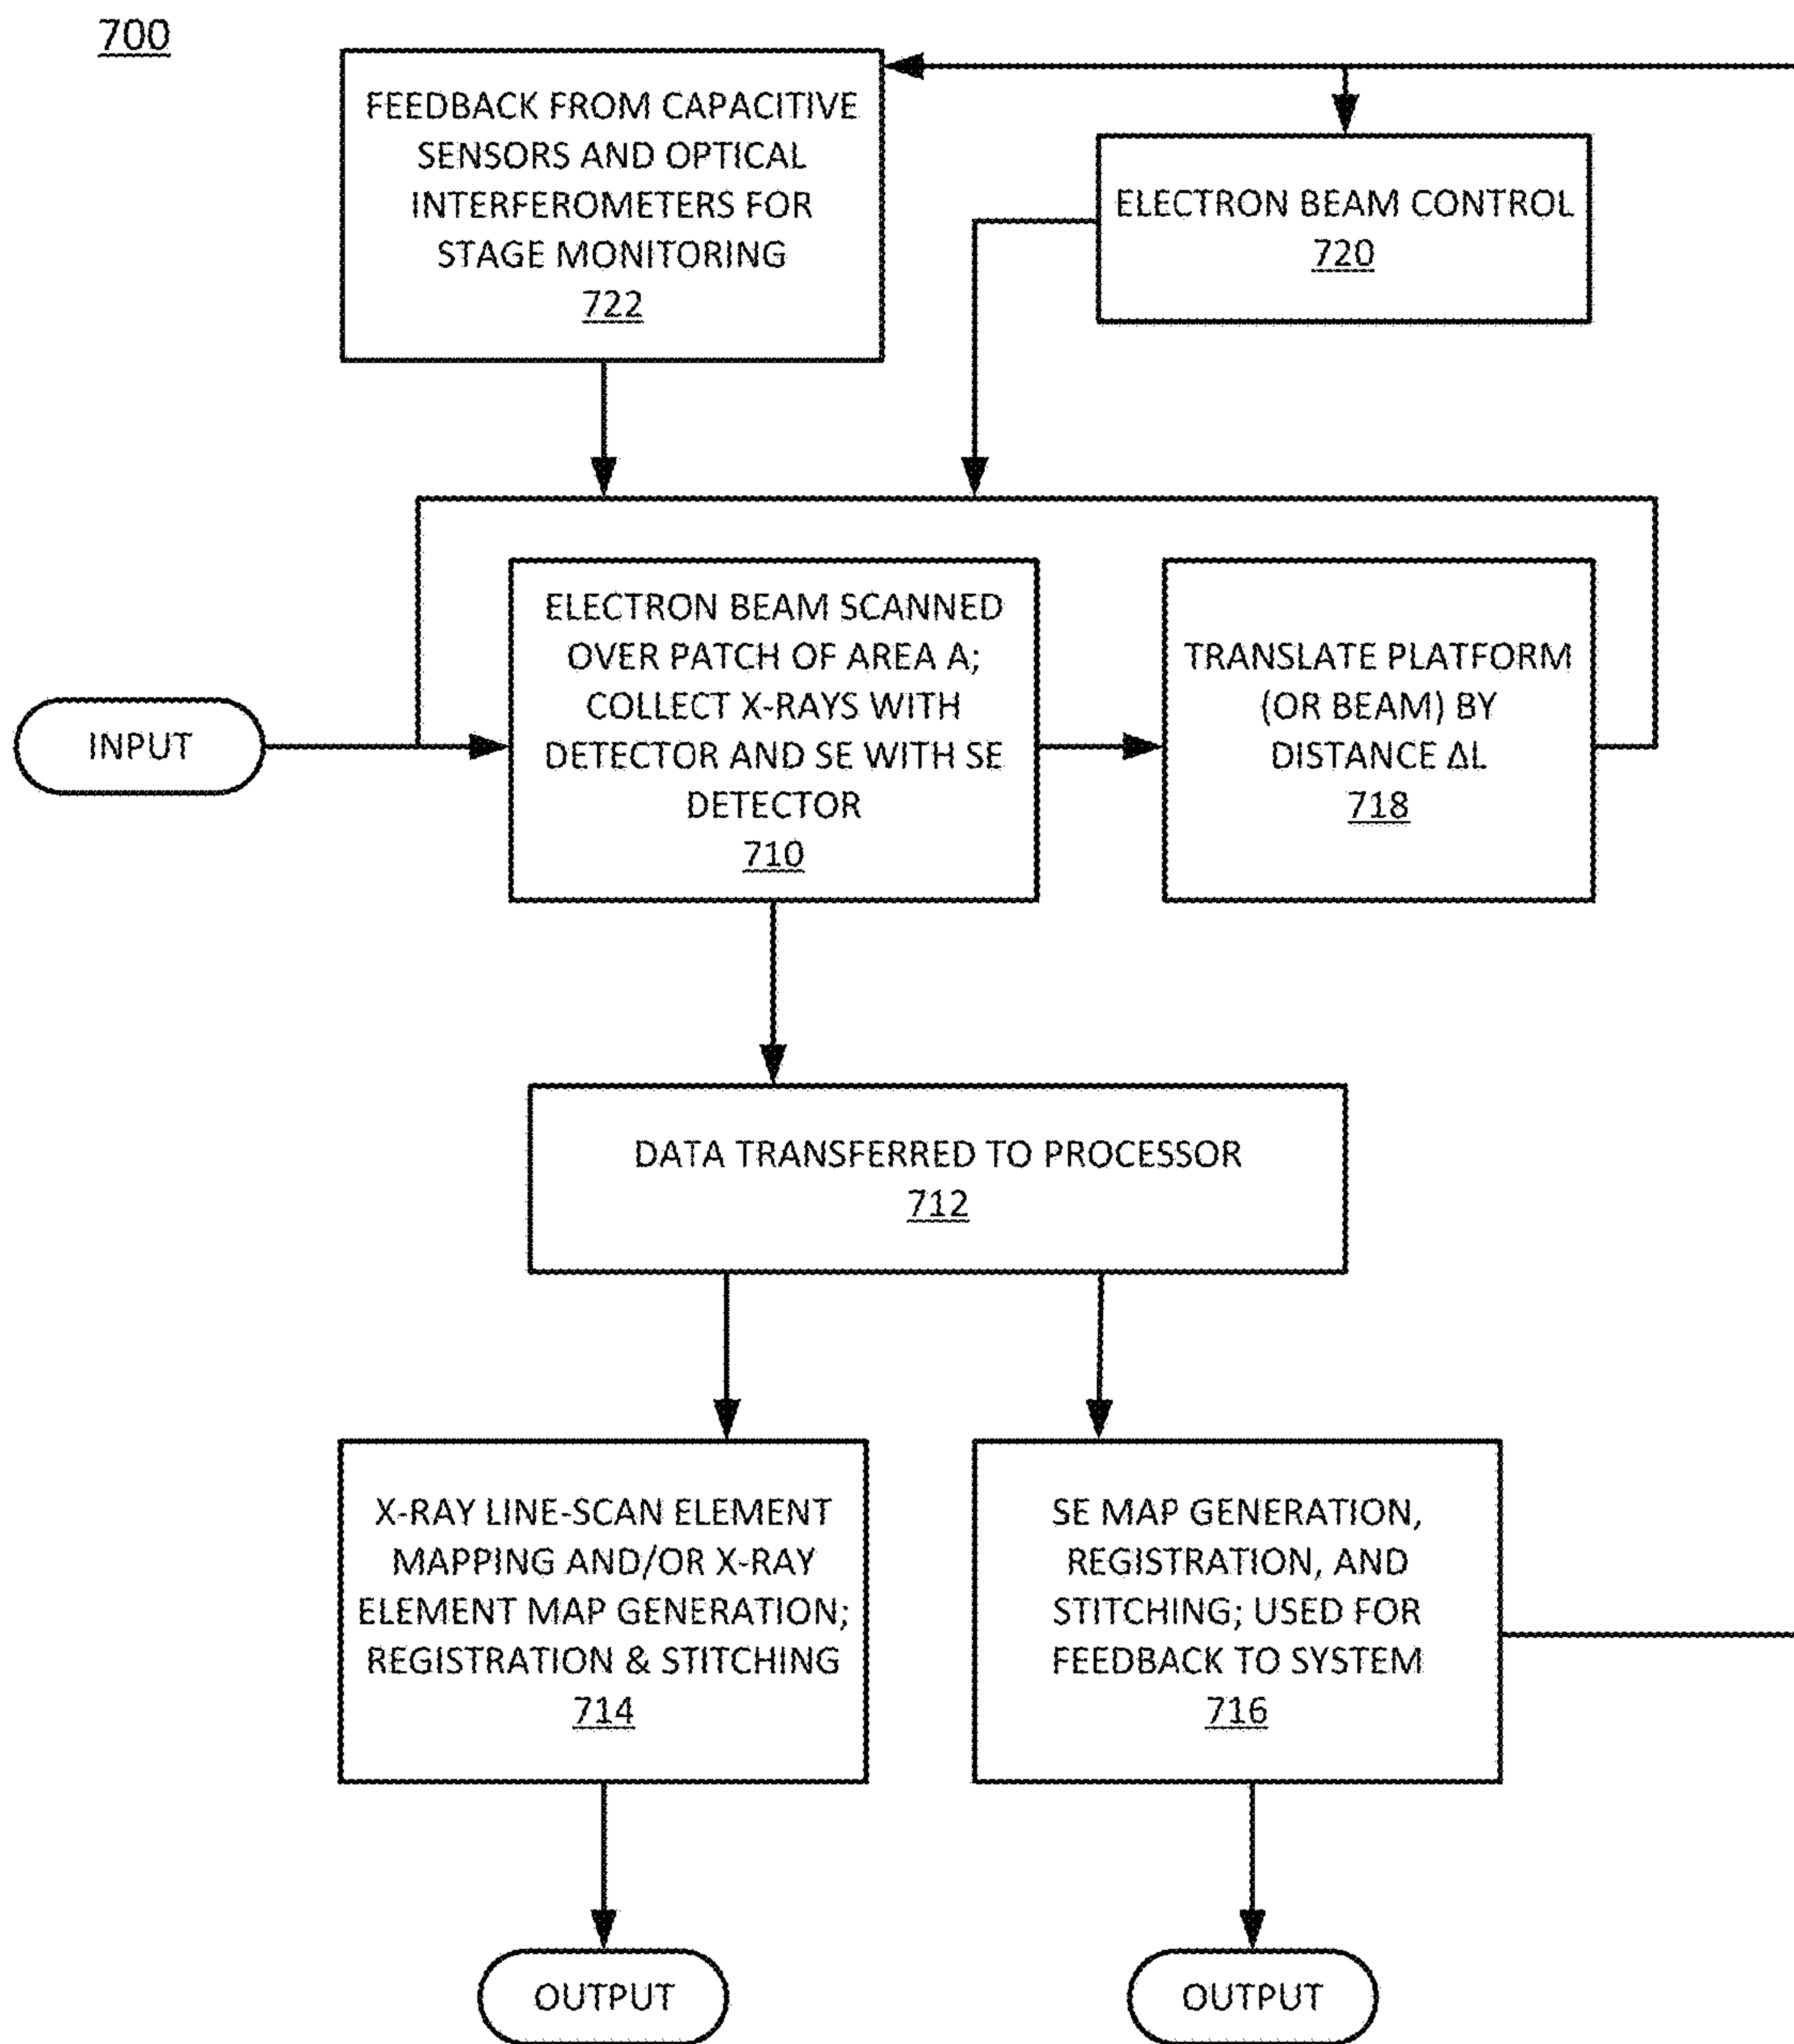 700
FEEDBACK FROM CAPACITIVE
SENSORS AND OPTICAL
INTERFEROMETERS FOR
STAGE MONITORING
722
ELECTRON BEAM CONTROL
720
INPUT
ELECTRON BEAM SCANNED
OVER PATCH OF AREA A;
COLLECT X-RAYS WITH
DETECTOR AND SE WITH SE
DETECTOR
710
TRANSLATE PLATFORM
(OR BEAM) BY
DISTANCE ΔL
718
DATA TRANSFERRED TO PROCESSOR
712
X-RAY LINE-SCAN ELEMENT
MAPPING AND/OR X-RAY
ELEMENT MAP GENERATION;
REGISTRATION & STITCHING
714
SE MAP GENERATION,
REGISTRATION, AND
STITCHING; USED FOR
FEEDBACK TO SYSTEM
716
OUTPUT
OUTPUT